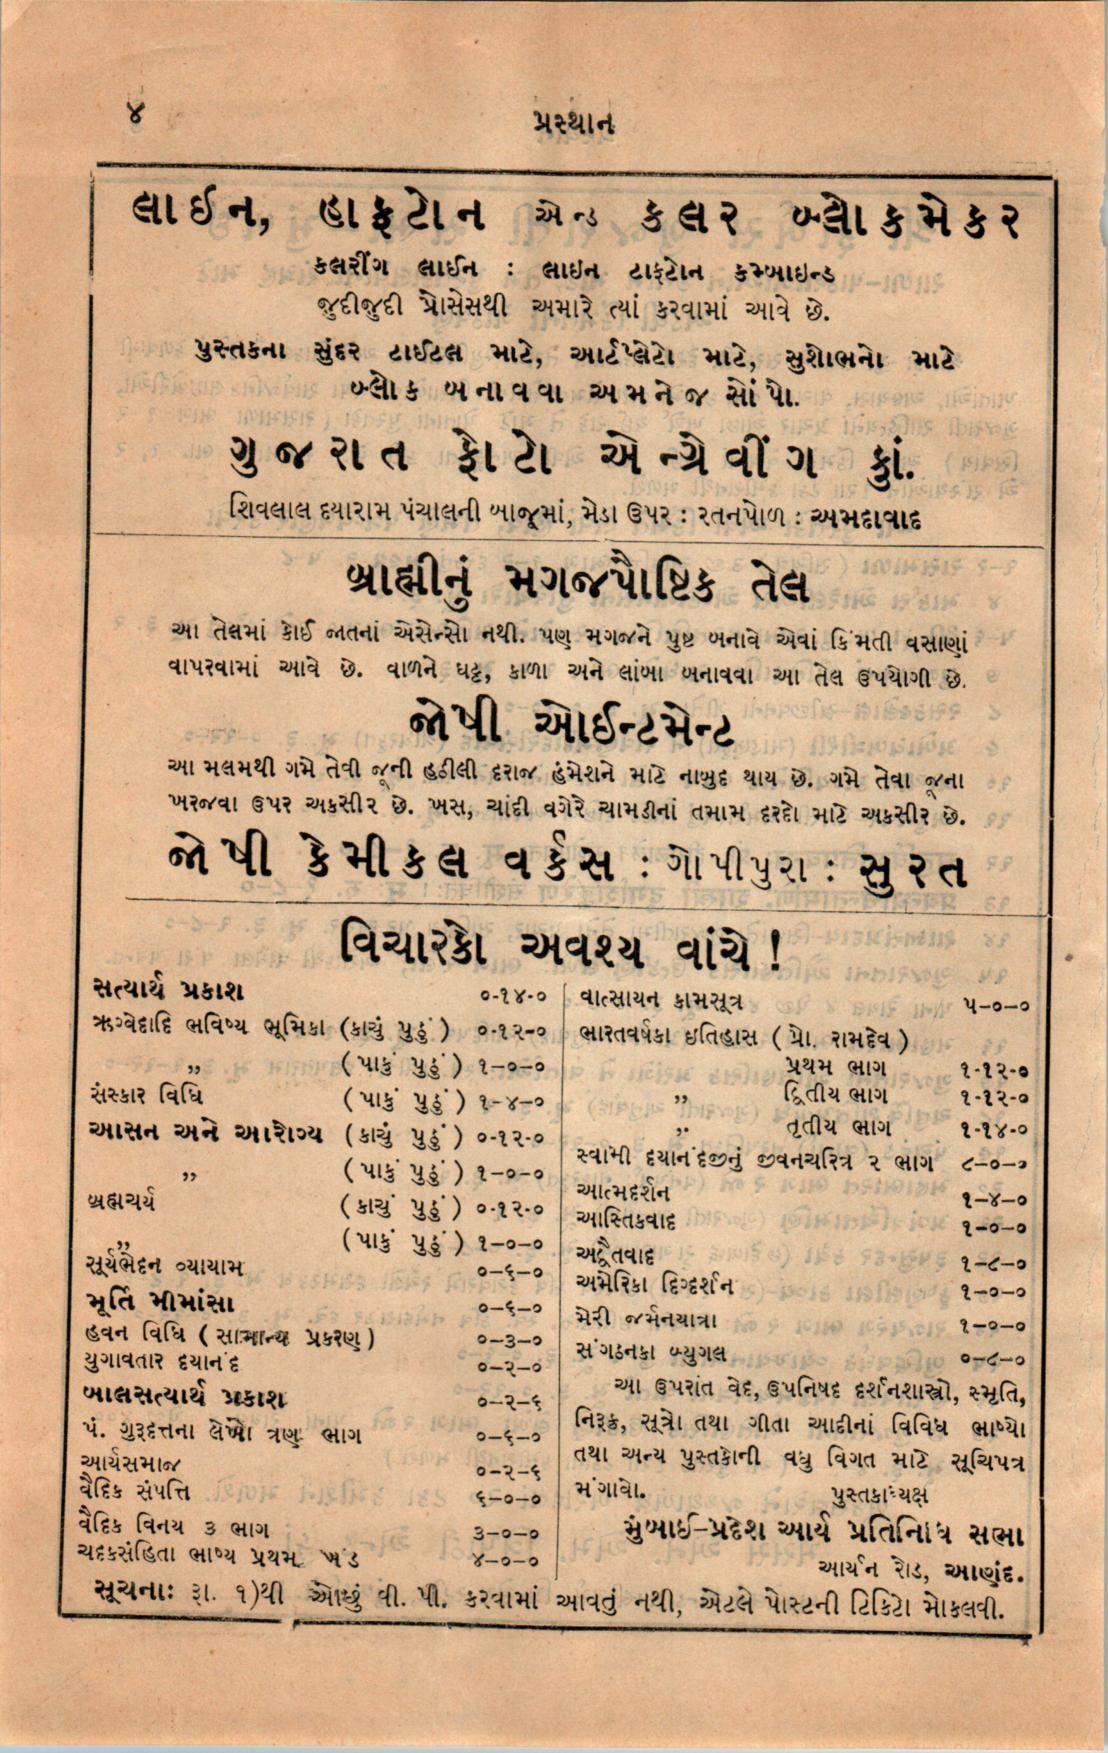 ૪
પ્રસ્થાન
લાઈન, હાફટોન એન્ડ કલર બ્લોકમેકર
કલરીંગ લાઈન : લાઇન ટાફટોન કમ્બાઇન્ડ
જુદીજુદી પ્રોસેસથી અમારે ત્યાં કરવામાં આવે છે.
પુસ્તકના સુંદર ટાઈટલ માટે, આર્ટપ્લેટો માટે, સુશોભનો માટે
બ્લોક બનાવવા અમનેજ સોંપો.
ગુજરાત ફોટો એન્ગ્રેવીંગ કુાં.
શિવલાલ દયારામ પંચાલની બાજૂમાં, મેડા ઉપર : રતનપોળ : અમદાવાદ
બ્રાહ્મીનું મગજપૌષ્ટિક તેલ
આ તેલમાં કોઈ જાતનાં એસેન્સો નથી. પણ મગજને પુષ્ટ બનાવે એવાં કિંમતી વસાણાં
વાપરવામાં આવે છે. વાળને ઘટ્ટ, કાળા અને લાંબા બનાવવા આ તેલ ઉપયોગી છે.
જોષી ઓઈન્ટમેન્ટ
આ મલમથી ગમે તેવી જૂની હઠીલી દરાજ હંમેશને માટે નાબુદ થાય છે. ગમે તેવા જૂના
ખરજવા ઉપર અકસીર છે. ખસ, ચાંદી વગેરે ચામડીનાં તમામ દરદો માટે અકસીર છે.
જોષી કેમીકલ વર્કસ : ગોપીપુરા : સુરત
વિચારકો અવશ્ય વાંચે !
સત્યાર્થ પ્રકાશ ૦-૧૪-૦
ઋગ્વેદાદિ ભવિષ્ય ભૂમિકા (કાચું પુઠું) ૦-૧૨-૦
„ (પાકું પુઠું) ૧-૦-૦
સંસ્કાર વિધિ (પાકું પુઠું) ૧-૪-૦
આસન અને આરોગ્ય (કાચું પુઠું) ૦-૧૨-૦
„ (પાકું પુઠું) ૧-૦-૦
બ્રહ્મચર્ય (કાચું પુઠું) ૦-૧૨-૦
„ (પાકું પુઠું) ૧-૦-૦
સૂર્યભેદન વ્યાયામ ૦-૬-૦
મૂર્તિ મીમાંસા ૦-૬-૦
હવન વિધિ (સામાન્ય પ્રકરણ) ૦-૩-૦
યુગાવતાર દયાનંદ ૦-૨-૦
બાલસત્યાર્થ પ્રકાશ ૦-૨-૬
પં. ગુરૂદત્તના લેખો ત્રણ ભાગ ૦-૬-૦
આર્યસમાજ ૦-૨-૬
વૈદિક સંપત્તિ ૬-૦-૦
વૈદિક વિનય ૩ ભાગ ૩-૦-૦
ચદકસંહિતા ભાષ્ય પ્રથમ ખંડ ૪-૦-૦
વાત્સાયન કામસૂત્ર ૫-૦-૦
ભારતવર્ષકા ઇતિહાસ (પ્રો. રામદેવ)
પ્રથમ ભાગ ૧-૧૨-૦
„ દ્વિતીય ભાગ ૧-૧૨-૦
„ તૃતીય ભાગ ૧-૧૪-૦
સ્વામી દયાનંદજીનું જીવનચરિત્ર ૨ ભાગ ૮-૦-૦
આત્મદર્શન ૧-૪-૦
આસ્તિકવાદ ૧-૦-૦
અદ્વૈતવાદ ૧-૮-૦
અમેરિકા દિગ્દર્શન ૧-૦-૦
મેરી જર્મનયાત્રા ૧-૦-૦
સંગઠનકા બ્યુગલ ૦-૮-૦
આ ઉપરાંત વેદ, ઉપનિષદ દર્શનશાસ્ત્રો, સ્મૃતિ,
નિરૂક્ત, સૂત્રો તથા ગીતા આદીનાં વિવિધ ભાષ્યો
તથા અન્ય પુસ્તકોની વધુ વિગત માટે સૂચિપત્ર
મંગાવો. પુસ્તકાધ્યક્ષ
મુંબાઈ-પ્રદેશ આર્ય પ્રતિનિધિ સભા
આર્યન રોડ, આણંદ.
સૂચનાઃ રૂા. ૧)થી ઓછું વી. પી. કરવામાં આવતું નથી, એટલે પોસ્ટની ટિકિટો મોકલવી.